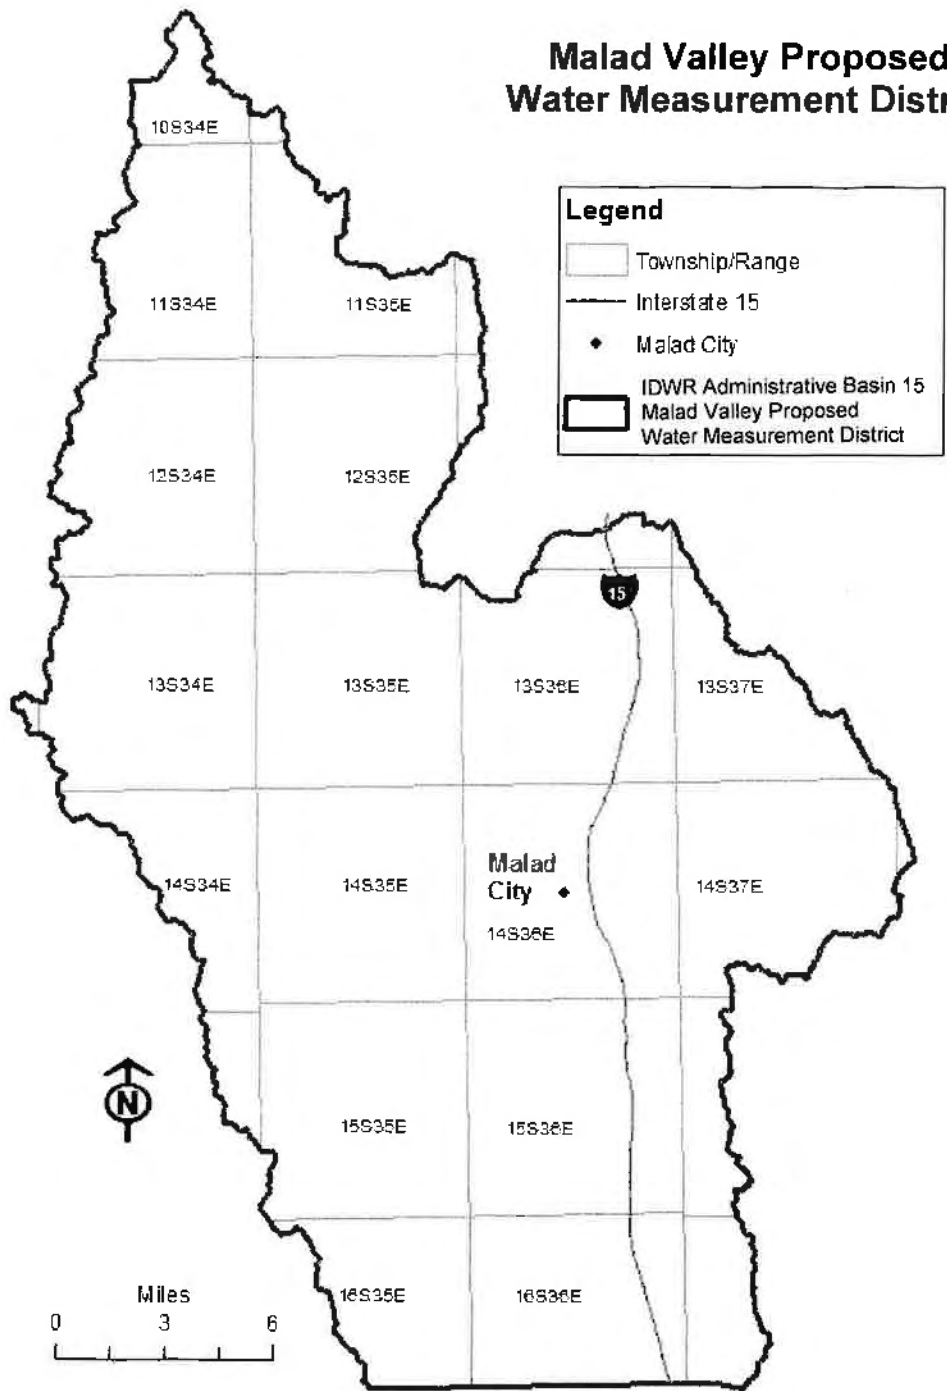 Malad Valley Proposed
Water Measurement Distr
Legend
Township/Range
Interstate 15
Malad City
IDWR Administrative Basin 15
Malad Valley Proposed
Water Measurement District
10S34E
11S34E
11S35E
12S34E
12S35E
15
13S34E
13S35E
13S36E
13S37E
Malad
City
14S34E
14S35E
14S37E
14S36E
N
15S35E
15S36E
Miles
0 3 6
16S35E
16S36E